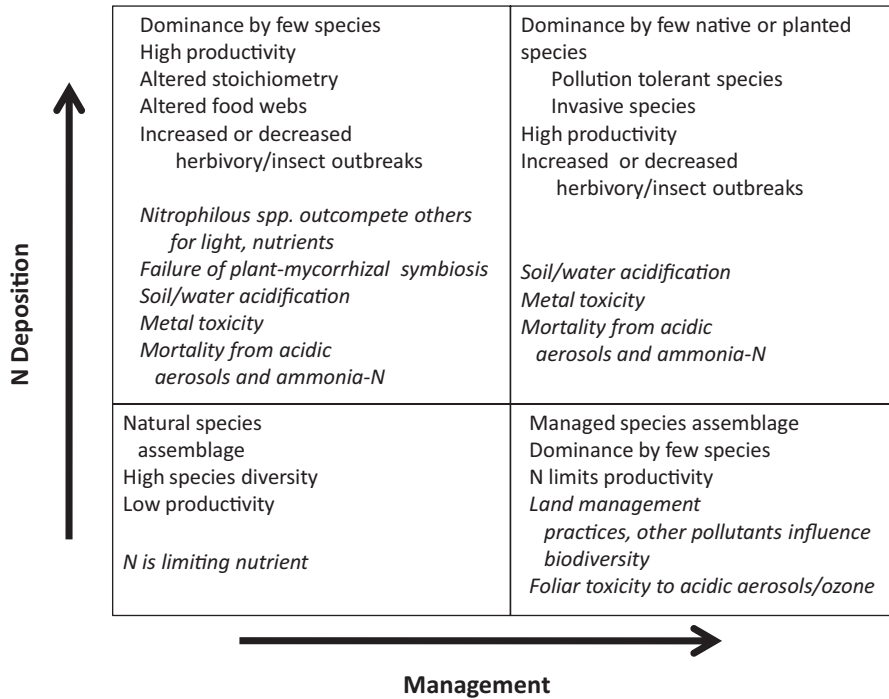 Dominance by few species
High productivity
Altered stoichiometry
Altered food webs
Increased or decreased
herbivory/insect outbreaks
Nitrophilous spp. outcompete others
for light, nutrients
Failure of plant-mycorrhizal symbiosis
Soil/water acidification
Metal toxicity
Mortality from acidic
aerosols and ammonia-N
Dominance by few native or planted
species
Pollution tolerant species
Invasive species
High productivity
Increased or decreased
herbivory/insect outbreaks
Soil/water acidification
Metal toxicity
Mortality from acidic
aerosols and ammonia-N
N Deposition
Natural species
assemblage
High species diversity
Low productivity
N is limiting nutrient
Managed species assemblage
Dominance by few species
N limits productivity
Land management
practices, other pollutants influence
biodiversity
Foliar toxicity to acidic aerosols/ozone
Management